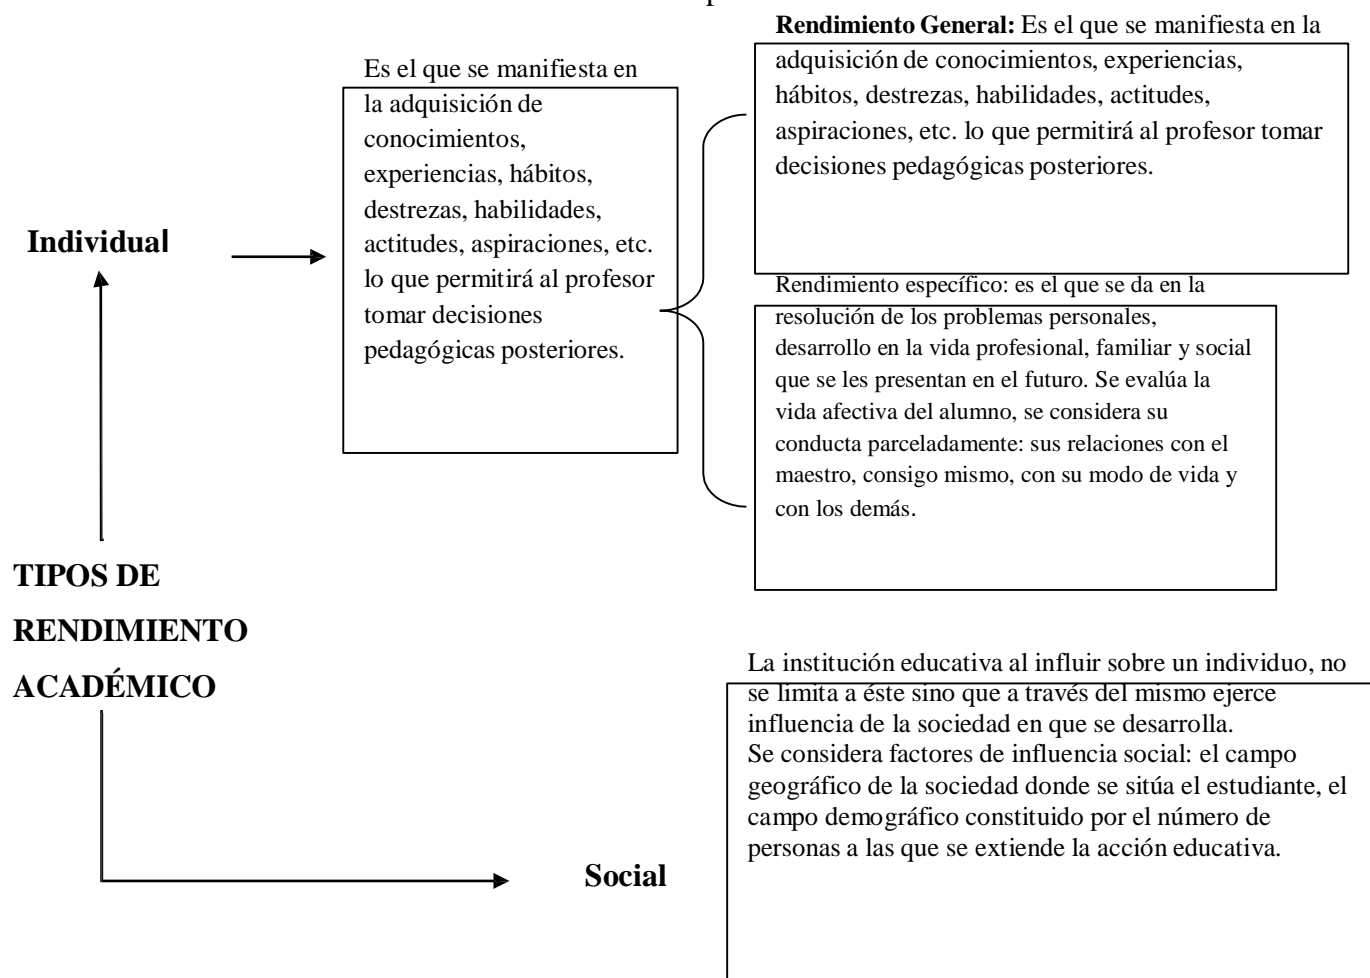 Rendimiento General: Es el que se manifiesta en la
adquisición de conocimientos, experiencias,
hábitos, destrezas, habilidades, actitudes,
aspiraciones, etc. lo que permitirá al profesor tomar
decisiones pedagógicas posteriores.
Es el que se manifiesta en
la adquisición de
conocimientos,
experiencias, hábitos,
destrezas, habilidades,
actitudes, aspiraciones, etc.
lo que permitirá al profesor
tomar decisiones
pedagógicas posteriores.
Individual
Rendimiento específico: es el que se da en la
resolución de los problemas personales,
desarrollo en la vida profesional, familiar y social
que se les presentan en el futuro. Se evalúa la
vida afectiva del alumno, se considera su
conducta parceladamente: sus relaciones con el
maestro, consigo mismo, con su modo de vida y
con los demás.
TIPOS DE
RENDIMIENTO
ACADÉMICO
La institución educativa al influir sobre un individuo, no
se limita a éste sino que a través del mismo ejerce
influencia de la sociedad en que se desarrolla.
Se considera factores de influencia social: el campo
geográfico de la sociedad donde se sitúa el estudiante, el
campo demográfico constituido por el número de
personas a las que se extiende la acción educativa.
Social